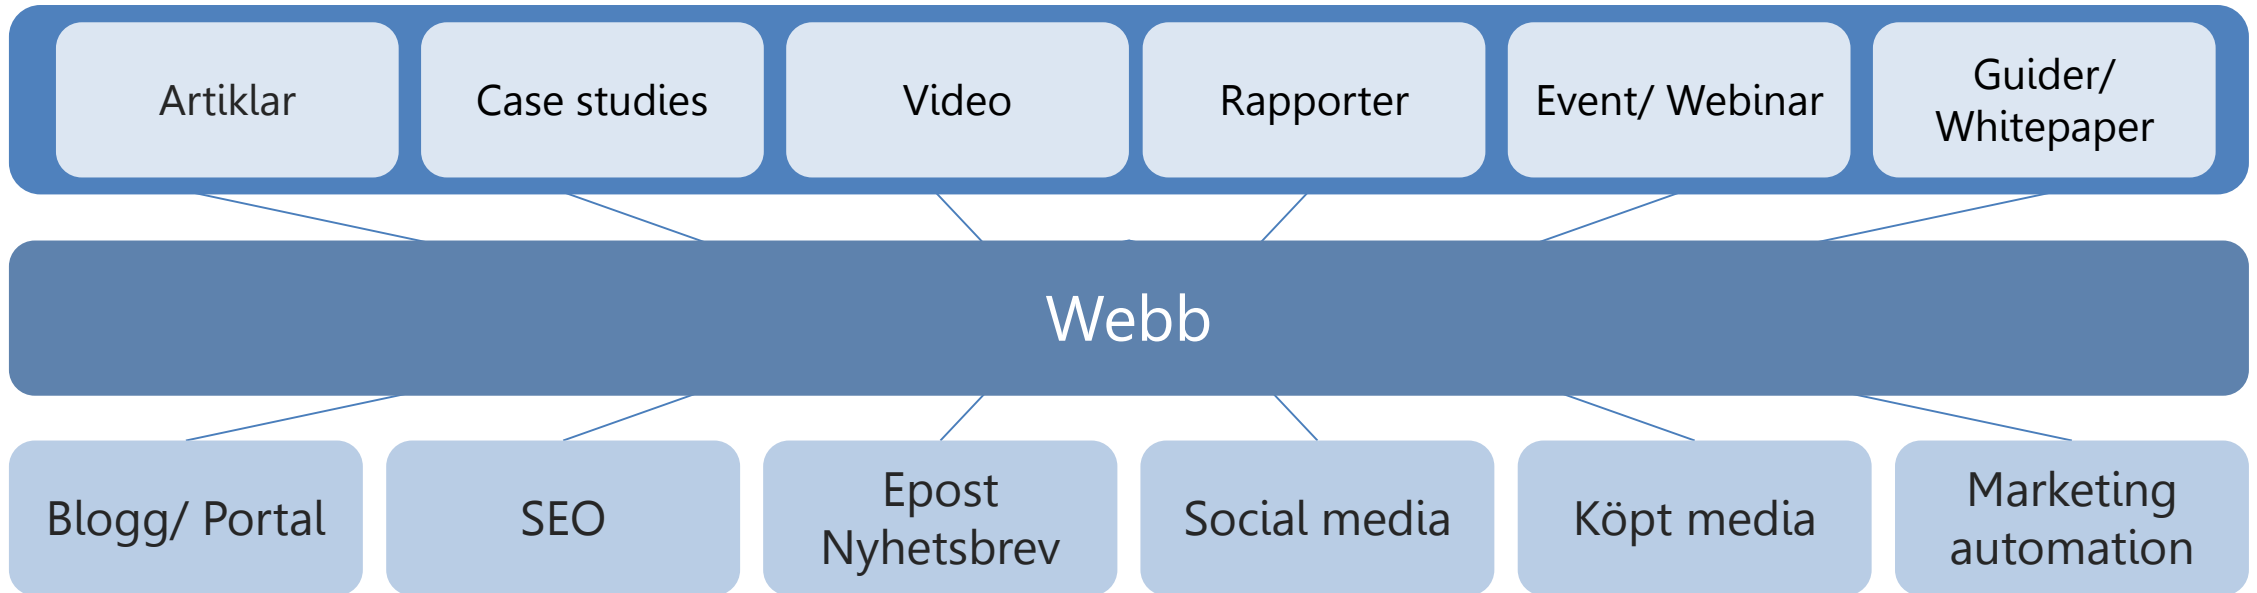 Artiklar
Case studies
Video
Rapporter
Event/ Webinar
Guider/
Whitepaper
Webb
Blogg/ Portal
SEO
Epost
Nyhetsbrev
Social media
Köpt media
Marketing
automation